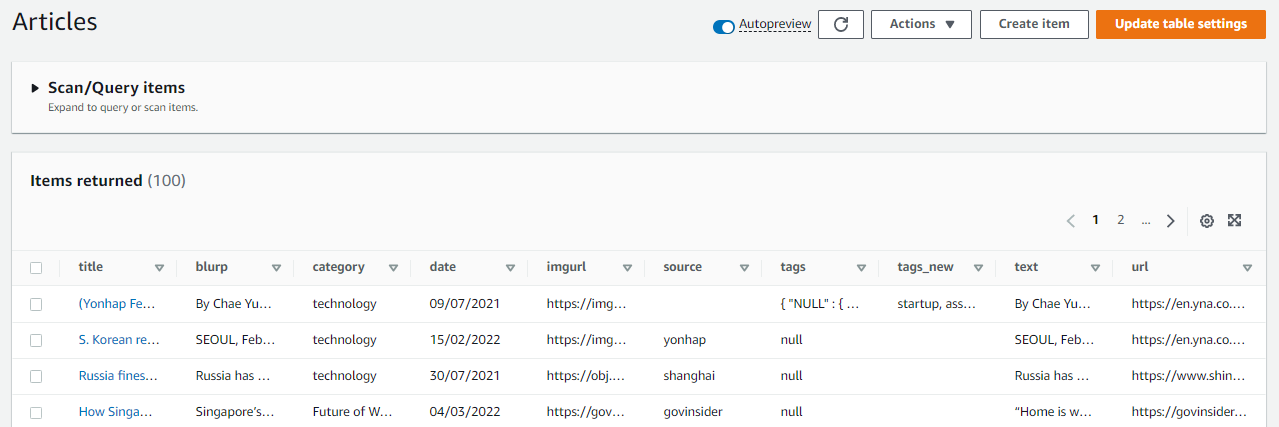 Articles
Autopreview
Actions
Create item
Update table settings
Scan/Query items
Expand to query or scan items.
Items returned (100)
1 2 ...
title blurp category date imgurl source tags tags_new text url
(Yonhap Fe... By Chae Yu... technology 09/07/2021 https://img... { "NULL" : { ... startup, ass... By Chae Yu... https://en.yna.co....
S. Korean re... SEOUL, Feb... technology 15/02/2022 https://img... yonhap null SEOUL, Feb... https://en.yna.co....
Russia fines... Russia has ... technology 30/07/2021 https://obj.... shanghai null Russia has ... https://www.shin...
How Singa... Singapore's... Future of W... 04/03/2022 https://gov... govinsider null “Home is w... https://govinsider...